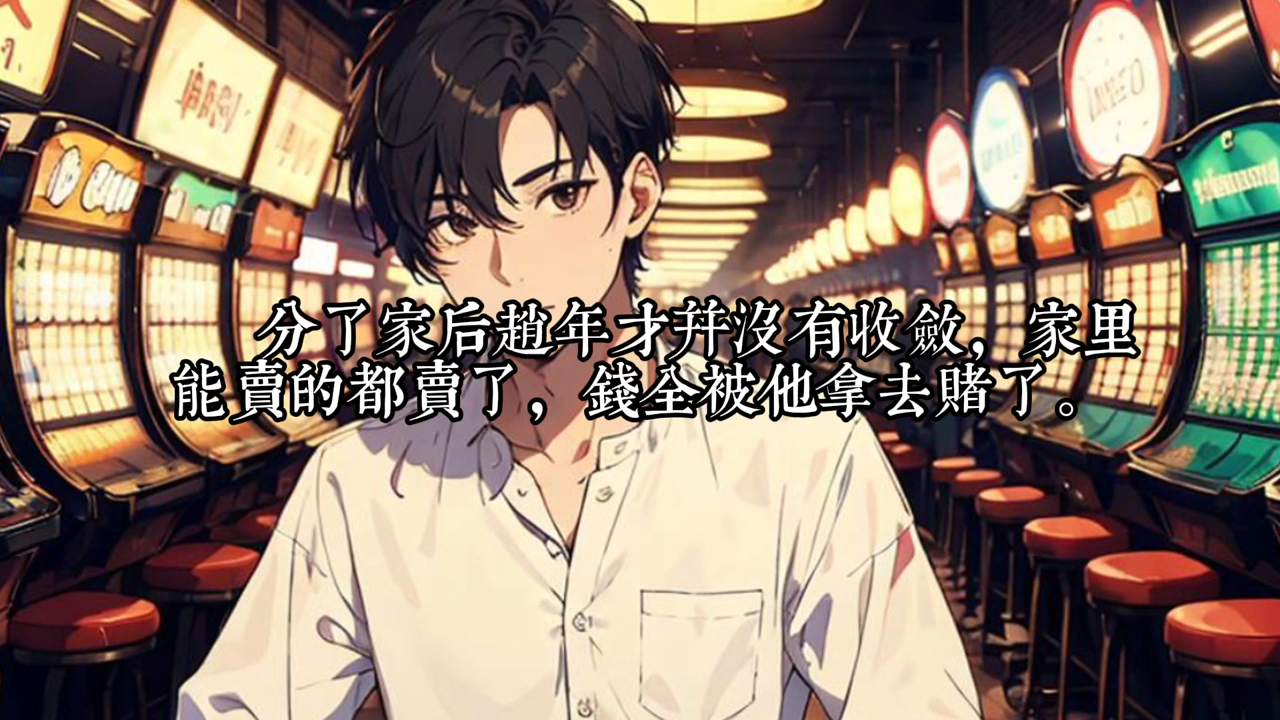 分了家后趙年才幷沒有收斂，家里
能賣的都賣了，錢全被他拿去賭了。